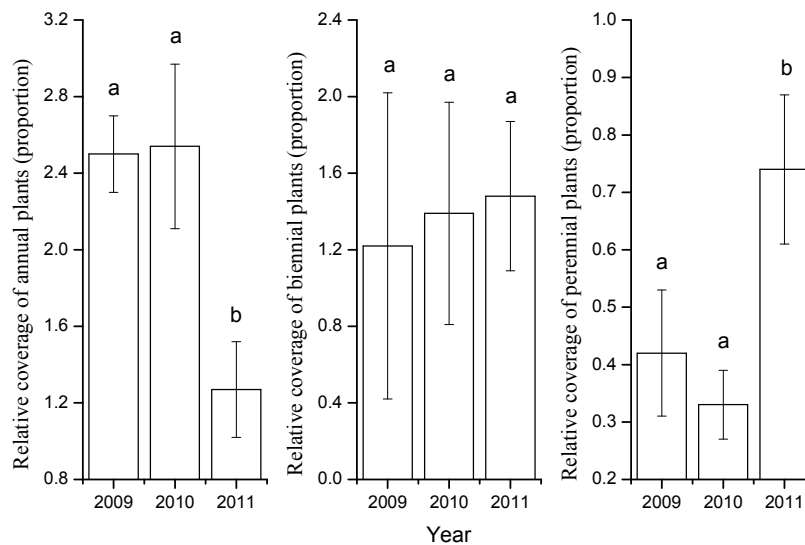 Relative coverage of annual plants (proportion)
3.2
2.8
2.4
2.0
1.6
1.2
0.8
a
a
b
2009
2010
2011
Relative coverage of biennial plants (proportion)
2.4
2.0
1.6
1.2
0.8
0.4
0.0
a
a
a
2009
2010
2011
Relative coverage of perennial plants (proportion)
1.0
0.9
0.8
0.7
0.6
0.5
0.4
0.3
0.2
a
a
b
2009
2010
2011
Year